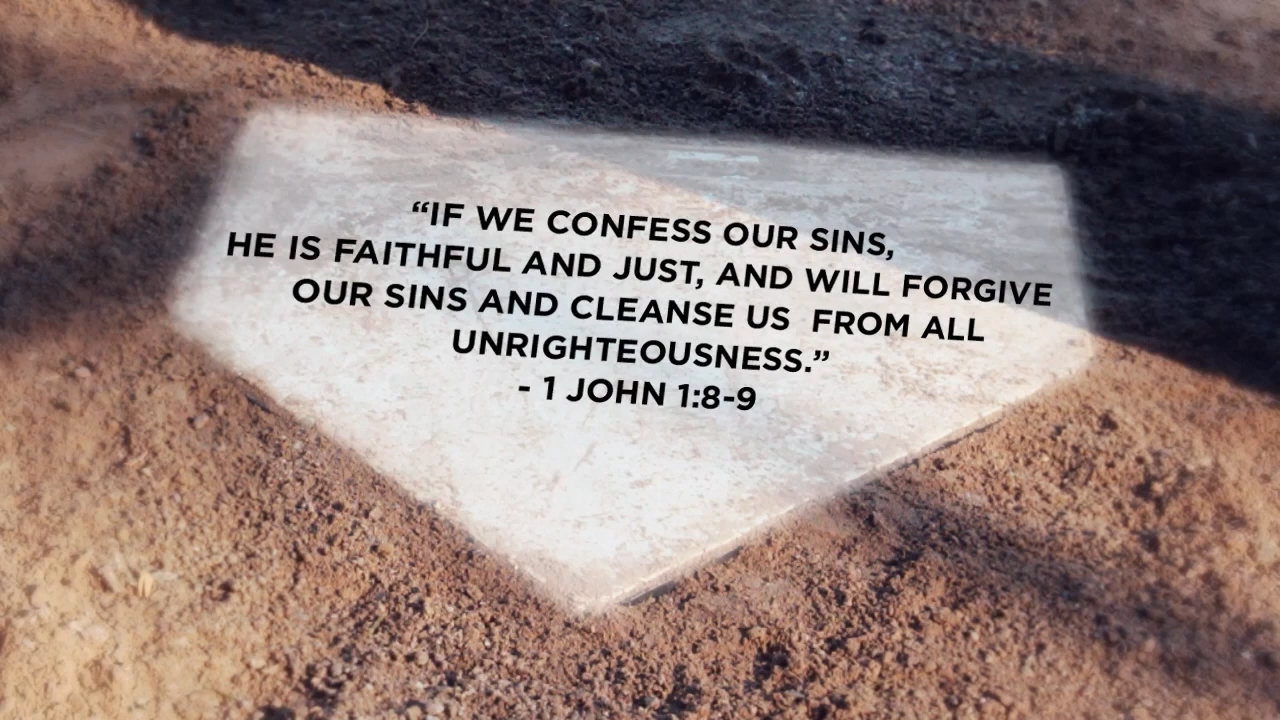 “IF WE CONFESS OUR SINS,
HE IS FAITHFUL AND JUST, AND WILL FORGIVE
OUR SINS AND CLEANSE US  FROM ALL
UNRIGHTEOUSNESS.”
- 1 JOHN 1:8-9